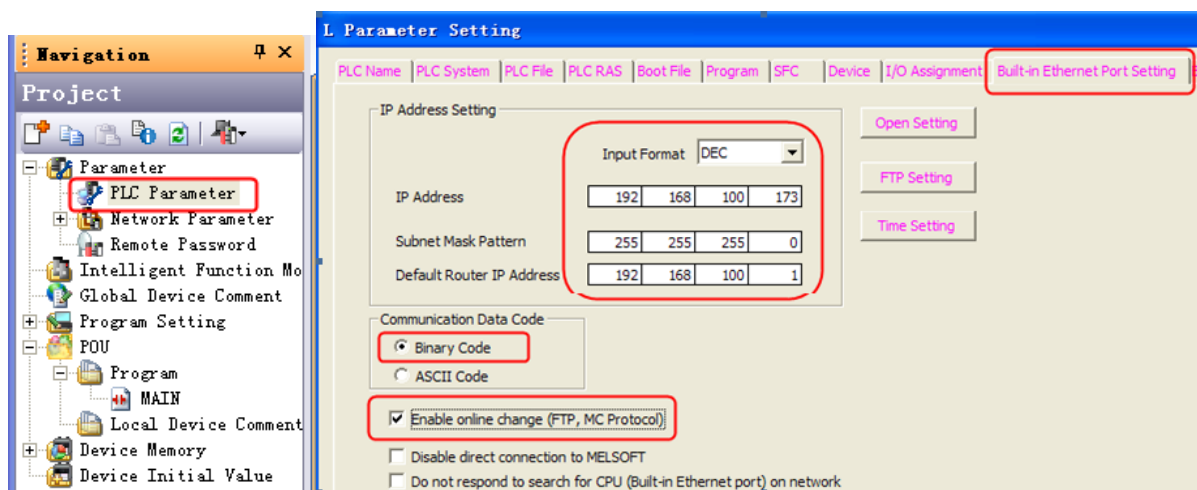 Navigation
Project
Parameter
PLC Parameter
Network Parameter
Remote Password
Intelligent Function Mo
Global Device Comment
Program Setting
POU
Program
MAIN
Local Device Comment
Device Memory
Device Initial Value
L Parameter Setting
PLC Name PLC System PLC File PLC RAS Boot File Program SFC Device I/O Assignment Built-in Ethernet Port Setting
IP Address Setting
Input Format DEC
IP Address 192 168 100 173
Subnet Mask Pattern 255 255 255 0
Default Router IP Address 192 168 100 1
Open Setting
FTP Setting
Time Setting
Communication Data Code
Binary Code
ASCII Code
Enable online change (FTP, MC Protocol)
Disable direct connection to MELSOFT
Do not respond to search for CPU (Built-in Ethernet port) on network